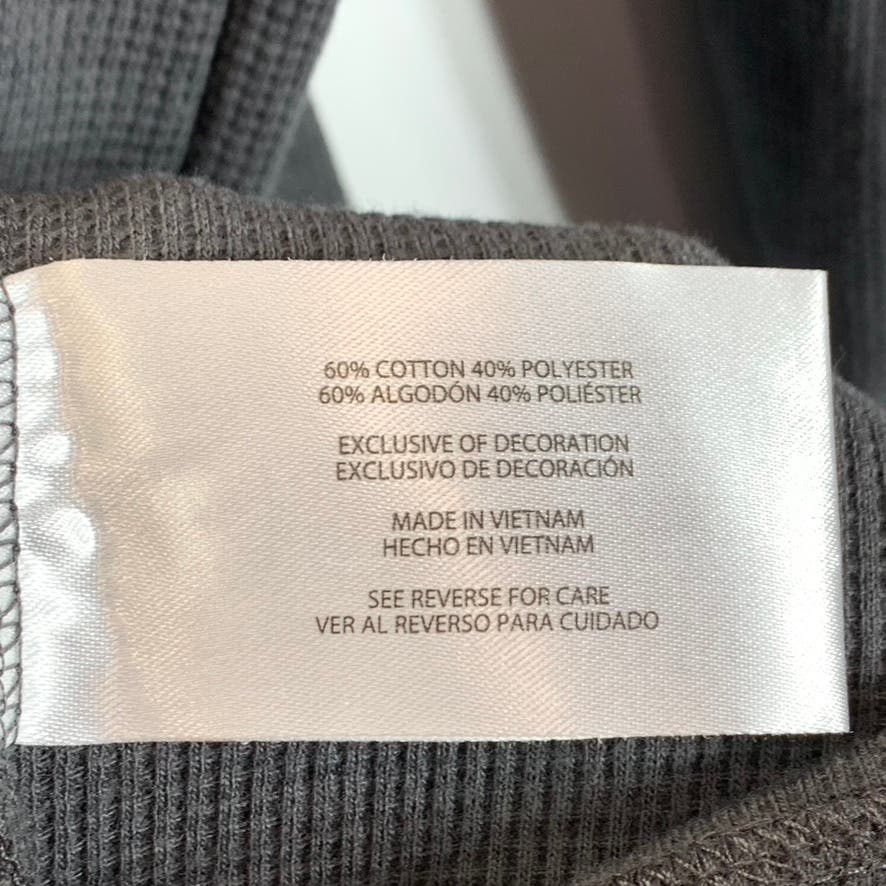 60% COTTON 40% POLYESTER
60% ALGODÓN 40% POLIÉSTER
EXCLUSIVE OF DECORATION
EXCLUSIVO DE DECORACIÓN
MADE IN VIETNAM
HECHO EN VIETNAM
SEE REVERSE FOR CARE
VER AL REVERSO PARA CUIDADO